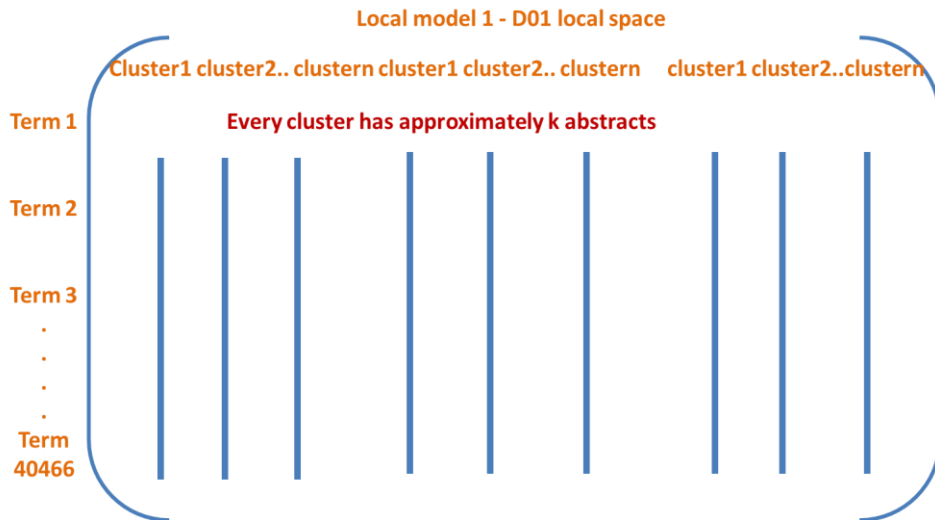 Local model 1 - D01 local space
Cluster1 cluster2.. clustern cluster1 cluster2.. clustern cluster1 cluster2..clustern
Term 1
Every cluster has approximately k abstracts
Term 2
Term 3
.
.
.
.
Term
40466